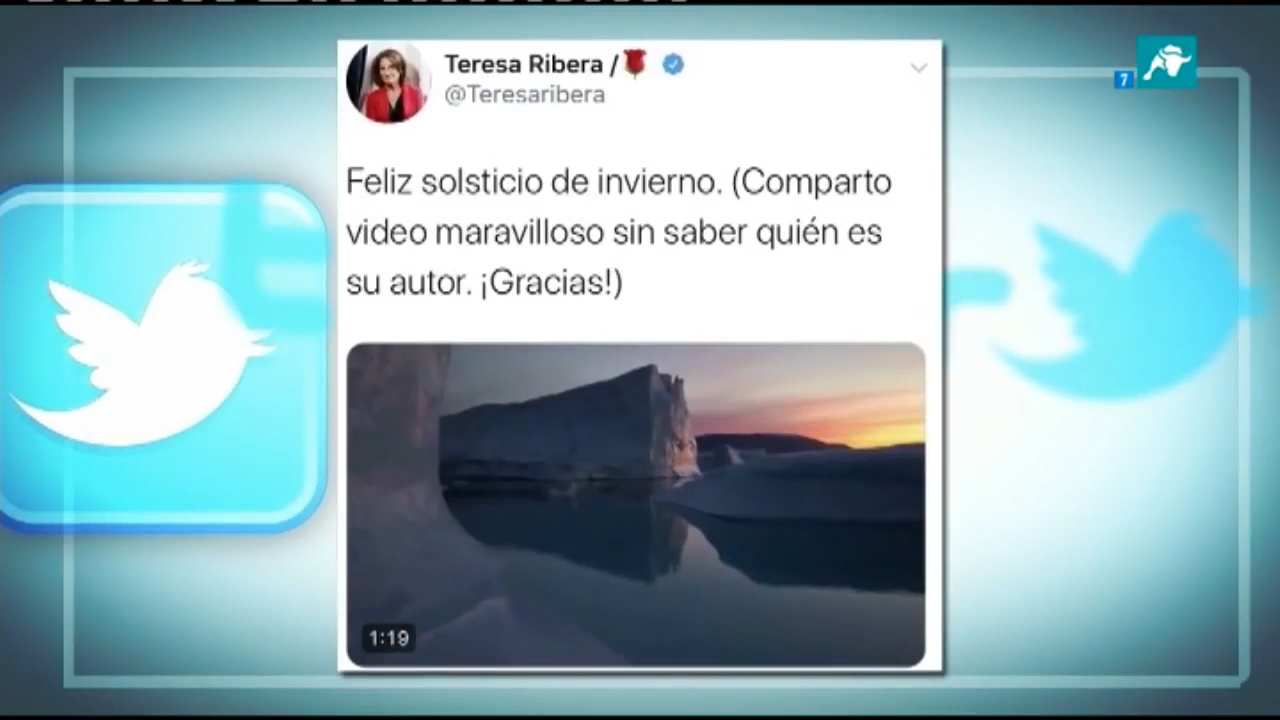 Teresa Ribera /
@Teresaribera
7
Feliz solsticio de invierno. (Comparto
video maravilloso sin saber quién es
su autor. ¡Gracias!)
1:19